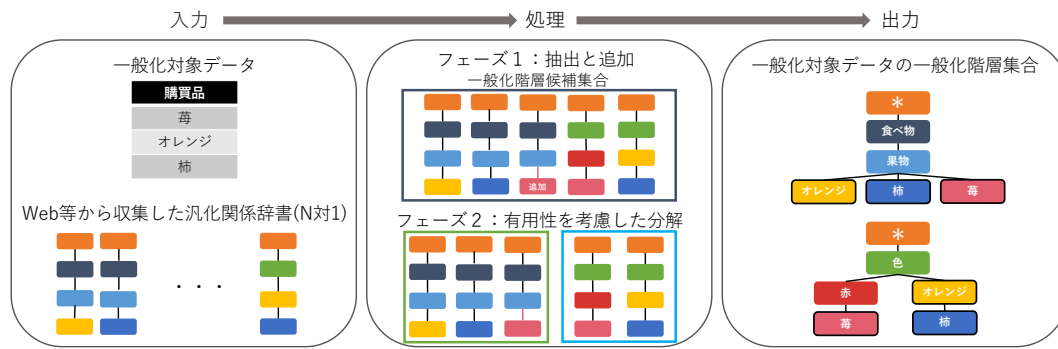 入力
処理
出力
一般化対象データ
購買品
苺
オレンジ
柿
Web等から収集した汎化関係辞書(N対1)
・・・
フェーズ1：抽出と追加
一般化階層候補集合
追加
フェーズ2：有用性を考慮した分解
一般化対象データの一般化階層集合
＊
食べ物
果物
オレンジ
柿
苺
＊
色
赤
オレンジ
苺
柿